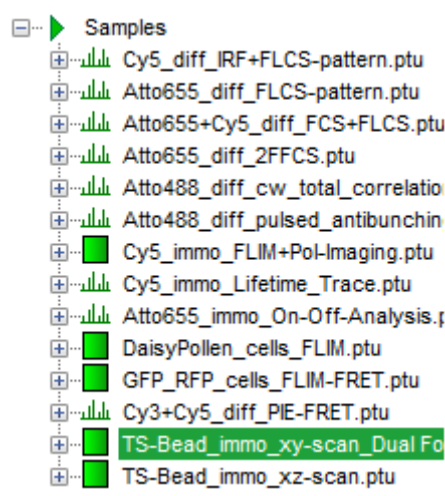 Samples
Cy5_diff_IRF+FLCS-pattern.ptu
Atto655_diff_FLCS-pattern.ptu
Atto655+Cy5_diff_FCS+FLCS.ptu
Atto655_diff_2FFCS.ptu
Atto488_diff_cw_total_correlatio
Atto488_diff_pulsed_antibunchin
Cy5_immo_FLIM+Pol-Imaging.ptu
Cy5_immo_Lifetime_Trace.ptu
Atto655_immo_On-Off-Analysis.p
DaisyPollen_cells_FLIM.ptu
GFP_RFP_cells_FLIM-FRET.ptu
Cy3+Cy5_diff_PIE-FRET.ptu
TS-Bead_immo_xy-scan_Dual Fo
TS-Bead_immo_xz-scan.ptu